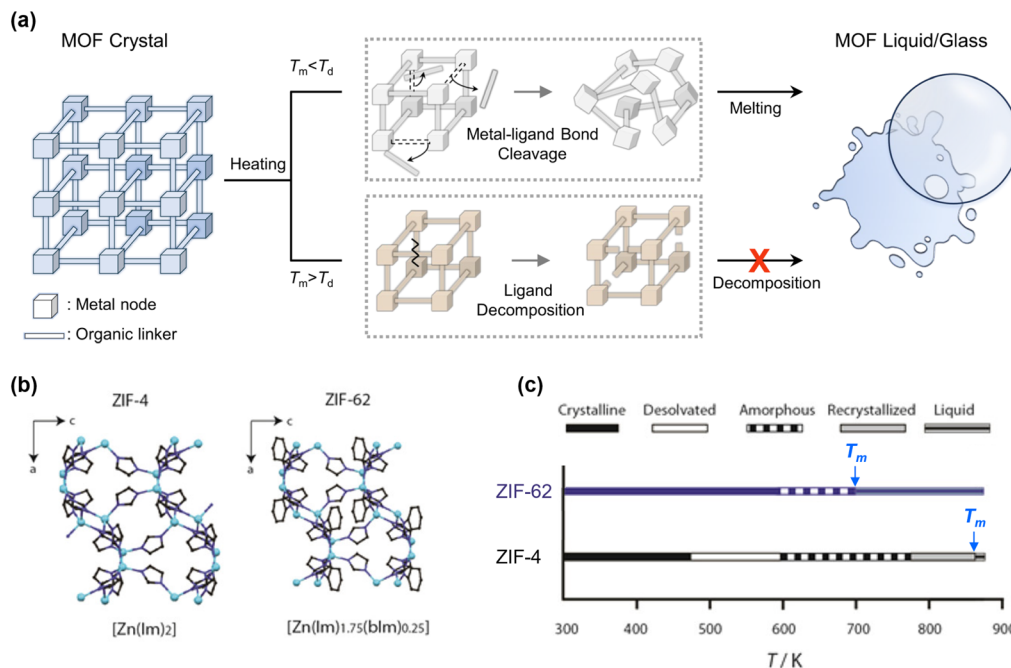 (a)
MOF Crystal
MOF Liquid/Glass
Tm<Td
Heating
Metal-ligand Bond
Cleavage
Melting
Tm>Td
Ligand
Decomposition
X
Decomposition
: Metal node
: Organic linker
(b)
ZIF-4
c
a
[Zn(Im)2]
ZIF-62
c
a
[Zn(Im)1.75(bIm)0.25]
(c)
Crystalline Desolvated Amorphous Recrystallized Liquid
Tm
ZIF-62
Tm
ZIF-4
300 400 500 600 700 800 900
T / K